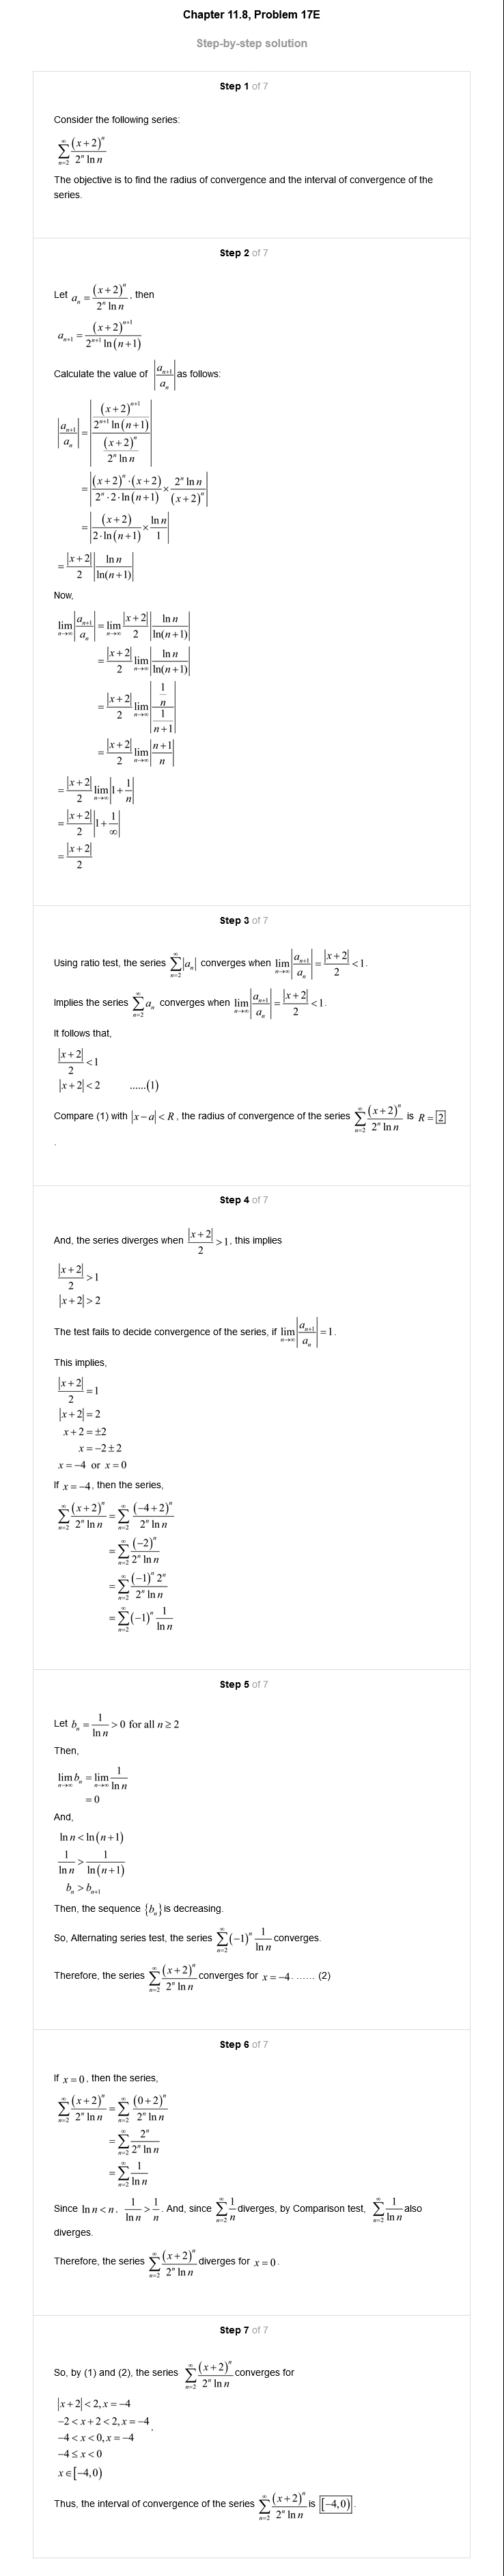 Chapter 11.8, Problem 17E
Step-by-step solution
Step 1 of 7
Consider the following series:
$\sum_{n=2}^{\infty} \frac{(x+2)^n}{2^n \ln n}$
The objective is to find the radius of convergence and the interval of convergence of the
series.
Step 2 of 7
Let $a_n = \frac{(x+2)^n}{2^n \ln n}$, then
$a_{n+1} = \frac{(x+2)^{n+1}}{2^{n+1} \ln(n+1)}$
Calculate the value of $\left|\frac{a_{n+1}}{a_n}\right|$ as follows:
$\left|\frac{a_{n+1}}{a_n}\right| = \left|\frac{\frac{(x+2)^{n+1}}{2^{n+1} \ln(n+1)}}{\frac{(x+2)^n}{2^n \ln n}}\right|$
$= \left|\frac{(x+2)^n \cdot (x+2)}{2^n \cdot 2 \cdot \ln(n+1)} \times \frac{2^n \ln n}{(x+2)^n}\right|$
$= \left|\frac{(x+2)}{2 \cdot \ln(n+1)} \times \frac{\ln n}{1}\right|$
$= \frac{|x+2|}{2} \left|\frac{\ln n}{\ln(n+1)}\right|$
Now,
$\lim_{n\to\infty} \left|\frac{a_{n+1}}{a_n}\right| = \lim_{n\to\infty} \frac{|x+2|}{2} \left|\frac{\ln n}{\ln(n+1)}\right|$
$= \frac{|x+2|}{2} \lim_{n\to\infty} \left|\frac{\ln n}{\ln(n+1)}\right|$
$= \frac{|x+2|}{2} \lim_{n\to\infty} \left|\frac{\frac{1}{n}}{\frac{1}{n+1}}\right|$
$= \frac{|x+2|}{2} \lim_{n\to\infty} \left|\frac{n+1}{n}\right|$
$= \frac{|x+2|}{2} \lim_{n\to\infty} \left|1+\frac{1}{n}\right|$
$= \frac{|x+2|}{2} \left|1+\frac{1}{\infty}\right|$
$= \frac{|x+2|}{2}$
Step 3 of 7
Using ratio test, the series $\sum_{n=2}^{\infty} |a_n|$ converges when $\lim_{n\to\infty} \left|\frac{a_{n+1}}{a_n}\right| = \frac{|x+2|}{2} < 1$.
Implies the series $\sum_{n=2}^{\infty} a_n$ converges when $\lim_{n\to\infty} \left|\frac{a_{n+1}}{a_n}\right| = \frac{|x+2|}{2} < 1$.
It follows that,
$\frac{|x+2|}{2} < 1$
$|x+2| < 2$ ......(1)
Compare (1) with $|x-a| < R$, the radius of convergence of the series $\sum_{n=2}^{\infty} \frac{(x+2)^n}{2^n \ln n}$ is $R = \boxed{2}$
.
Step 4 of 7
And, the series diverges when $\frac{|x+2|}{2} > 1$, this implies
$\frac{|x+2|}{2} > 1$
$|x+2| > 2$
The test fails to decide convergence of the series, if $\lim_{n\to\infty} \left|\frac{a_{n+1}}{a_n}\right| = 1$.
This implies,
$\frac{|x+2|}{2} = 1$
$|x+2| = 2$
$x+2 = \pm 2$
$x = -2 \pm 2$
$x = -4$ or $x = 0$
If $x = -4$, then the series,
$\sum_{n=2}^{\infty} \frac{(x+2)^n}{2^n \ln n} = \sum_{n=2}^{\infty} \frac{(-4+2)^n}{2^n \ln n}$
$= \sum_{n=2}^{\infty} \frac{(-2)^n}{2^n \ln n}$
$= \sum_{n=2}^{\infty} \frac{(-1)^n 2^n}{2^n \ln n}$
$= \sum_{n=2}^{\infty} (-1)^n \frac{1}{\ln n}$
Step 5 of 7
Let $b_n = \frac{1}{\ln n} > 0$ for all $n \geq 2$
Then,
$\lim_{n\to\infty} b_n = \lim_{n\to\infty} \frac{1}{\ln n}$
$= 0$
And,
$\ln n < \ln(n+1)$
$\frac{1}{\ln n} > \frac{1}{\ln(n+1)}$
$b_n > b_{n+1}$
Then, the sequence $\{b_n\}$ is decreasing.
So, Alternating series test, the series $\sum_{n=2}^{\infty} (-1)^n \frac{1}{\ln n}$ converges.
Therefore, the series $\sum_{n=2}^{\infty} \frac{(x+2)^n}{2^n \ln n}$ converges for $x = -4$. ...... (2)
Step 6 of 7
If $x = 0$, then the series,
$\sum_{n=2}^{\infty} \frac{(x+2)^n}{2^n \ln n} = \sum_{n=2}^{\infty} \frac{(0+2)^n}{2^n \ln n}$
$= \sum_{n=2}^{\infty} \frac{2^n}{2^n \ln n}$
$= \sum_{n=2}^{\infty} \frac{1}{\ln n}$
Since $\ln n < n$, $\frac{1}{\ln n} > \frac{1}{n}$. And, since $\sum_{n=2}^{\infty} \frac{1}{n}$ diverges, by Comparison test, $\sum_{n=2}^{\infty} \frac{1}{\ln n}$ also
diverges.
Therefore, the series $\sum_{n=2}^{\infty} \frac{(x+2)^n}{2^n \ln n}$ diverges for $x = 0$.
Step 7 of 7
So, by (1) and (2), the series $\sum_{n=2}^{\infty} \frac{(x+2)^n}{2^n \ln n}$ converges for
$|x+2| < 2, x = -4$
$-2 < x+2 < 2, x = -4$
$-4 < x < 0, x = -4$ .
$-4 \leq x < 0$
$x \in [-4, 0)$
Thus, the interval of convergence of the series $\sum_{n=2}^{\infty} \frac{(x+2)^n}{2^n \ln n}$ is $\boxed{[-4,0)}$.